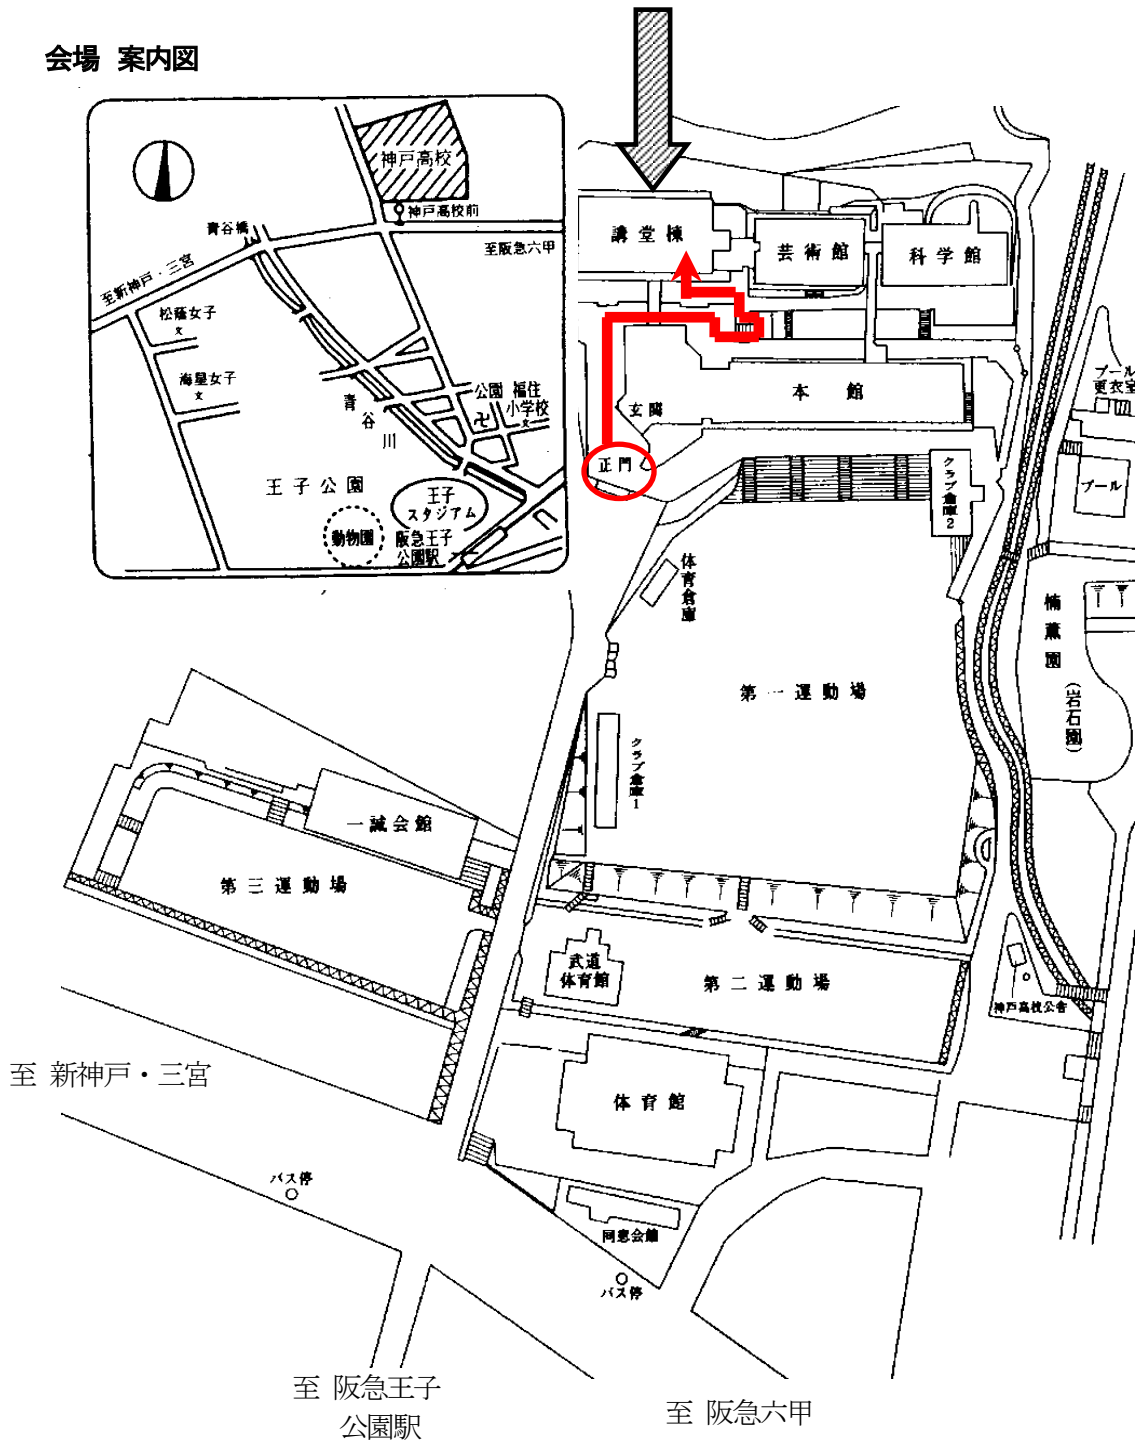 会場 案内図
神戸高校
神戸高校前
青谷橋
至阪急六甲
至新神戸・三宮
松蔭女子
文
海星女子
文
公園
福住
小学校
文
卍
青谷川
王子公園
王子
スタジアム
動物園
阪急王子
公園駅
講堂棟
芸術館
科学館
本館
玄関
正門
プール
更衣室
プール
クラブ倉庫2
体育倉庫
楠薫園
(岩石園)
第一運動場
クラブ倉庫1
一誠会館
第三運動場
武道
体育館
第二運動場
神戸高校公舎
体育館
至 新神戸・三宮
バス停
同窓会館
バス停
至 阪急王子
公園駅
至 阪急六甲